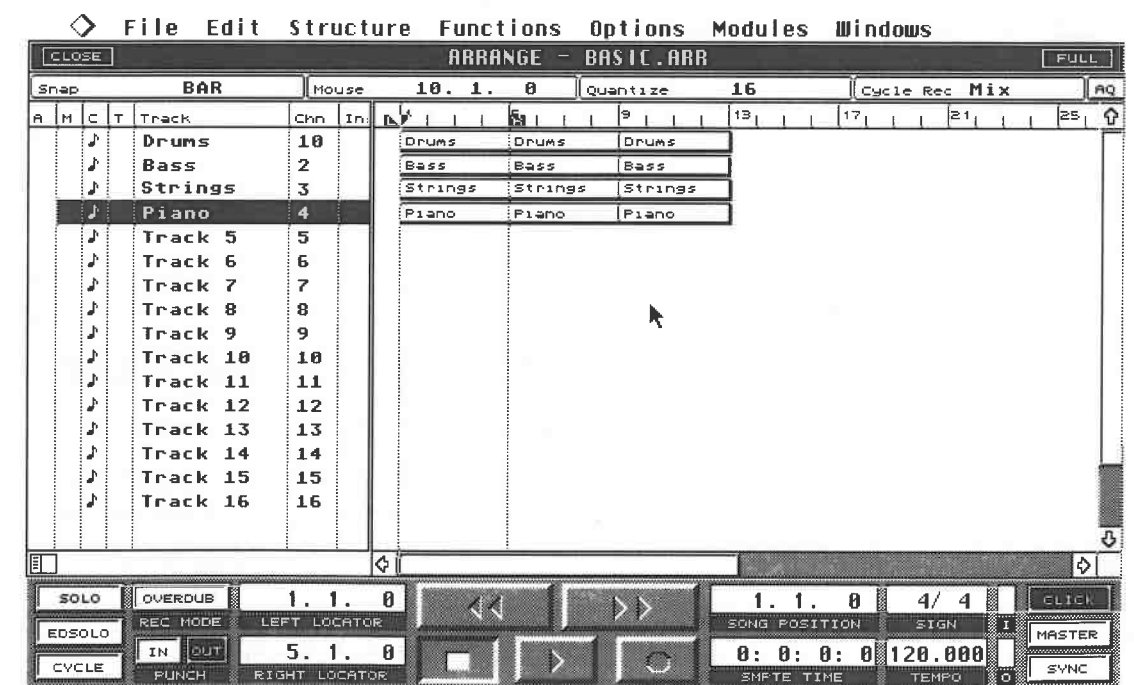 File Edit Structure Functions Options Modules Windows
CLOSE ARRANGE - BASIC.ARR FULL
Snap BAR Mouse 10. 1. 0 Quantize 16 Cycle Rec Mix AQ
A M C T Track Chn In: 9 13 17 21 25
Drums 10 Drums Drums Drums
Bass 2 Bass Bass Bass
Strings 3 Strings Strings Strings
Piano 4 Piano Piano Piano
Track 5 5
Track 6 6
Track 7 7
Track 8 8
Track 9 9
Track 10 10
Track 11 11
Track 12 12
Track 13 13
Track 14 14
Track 15 15
Track 16 16
SOLO OVERDUB 1. 1. 0 1. 1. 0 4/ 4 CLICK
REC MODE LEFT LOCATOR SONG POSITION SIGN I
EDSOLO MASTER
IN OUT 5. 1. 0 0: 0: 0: 0 120.000
CYCLE PUNCH RIGHT LOCATOR SMPTE TIME TEMPO O SYNC